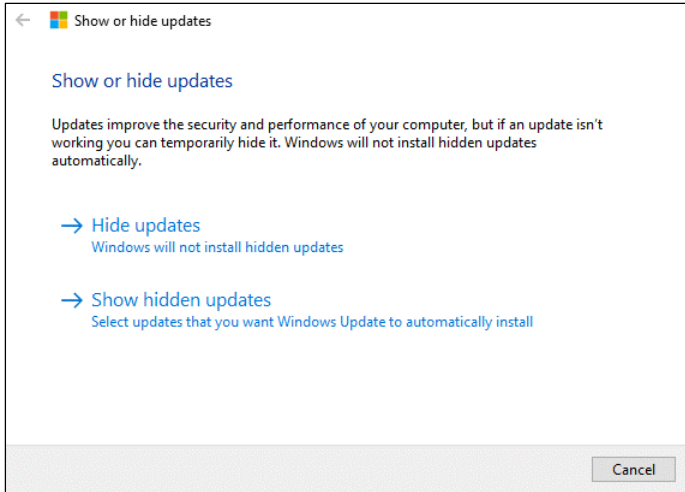 Show or hide updates
Show or hide updates
Updates improve the security and performance of your computer, but if an update isn't
working you can temporarily hide it. Windows will not install hidden updates
automatically.
Hide updates
Windows will not install hidden updates
Show hidden updates
Select updates that you want Windows Update to automatically install
Cancel